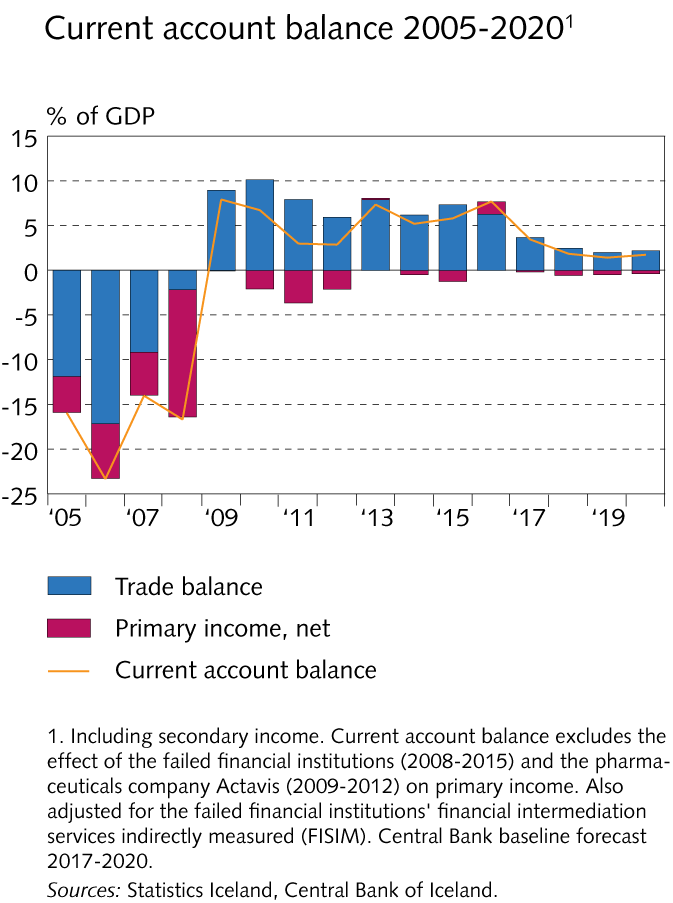 Current account balance 2005-2020¹
% of GDP
15
10
5
0
-5
-10
-15
-20
-25
‘05 ‘07 ‘09 ‘11 ‘13 ‘15 ‘17 ‘19
Trade balance
Primary income, net
Current account balance
1. Including secondary income. Current account balance excludes the
effect of the failed financial institutions (2008-2015) and the pharma-
ceuticals company Actavis (2009-2012) on primary income. Also
adjusted for the failed financial institutions' financial intermediation
services indirectly measured (FISIM). Central Bank baseline forecast
2017-2020.
Sources: Statistics Iceland, Central Bank of Iceland.